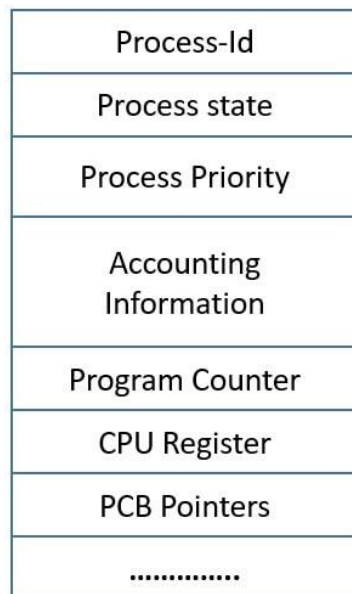 Process-Id
Process state
Process Priority
Accounting
Information
Program Counter
CPU Register
PCB Pointers
..............